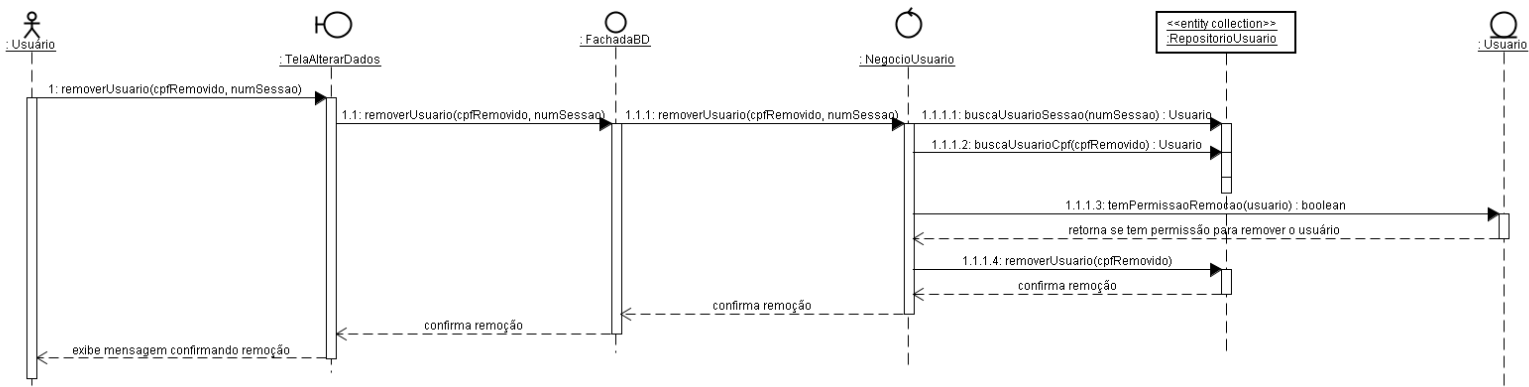 : Usuário
: TelaAlterarDados
: FachadaBD
: NegocioUsuario
<<entity collection>>
:RepositorioUsuario
: Usuario
1: removerUsuario(cpfRemovido, numSessao)
1.1: removerUsuario(cpfRemovido, numSessao)
1.1.1: removerUsuario(cpfRemovido, numSessao)
1.1.1.1: buscaUsuarioSessao(numSessao) : Usuario
1.1.1.2: buscaUsuarioCpf(cpfRemovido) : Usuario
1.1.1.3: temPermissaoRemocao(usuario) : boolean
retorna se tem permissão para remover o usuário
1.1.1.4: removerUsuario(cpfRemovido)
confirma remoção
confirma remoção
confirma remoção
exibe mensagem confirmando remoção